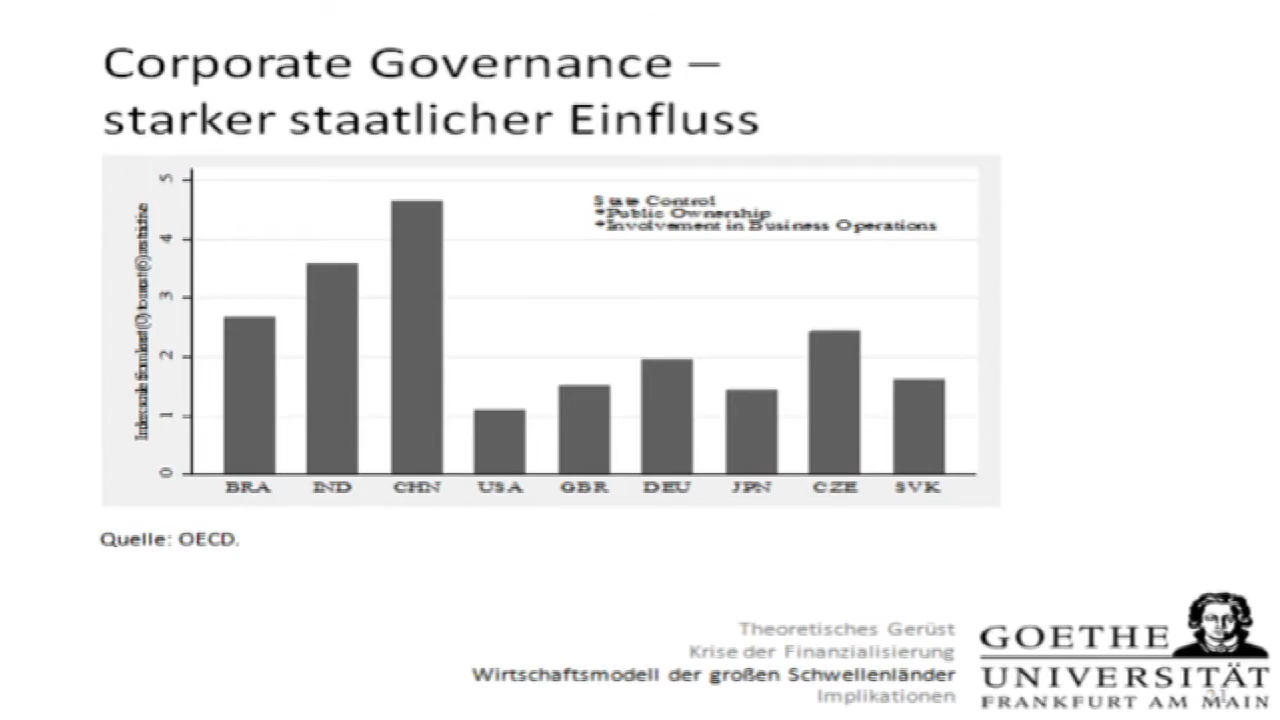 Corporate Governance –
starker staatlicher Einfluss
5
4
3
2
1
0
State Control
*Public Ownership
*Involvement in Business Operations
BRA IND CHN USA GBR DEU JPN CZE SVK
Quelle: OECD.
Theoretisches Gerüst
Krise der Finanzialisierung
Wirtschaftsmodell der großen Schwellenländer
Implikationen
GOETHE
UNIVERSITÄT
FRANKFURT AM MAIN
21